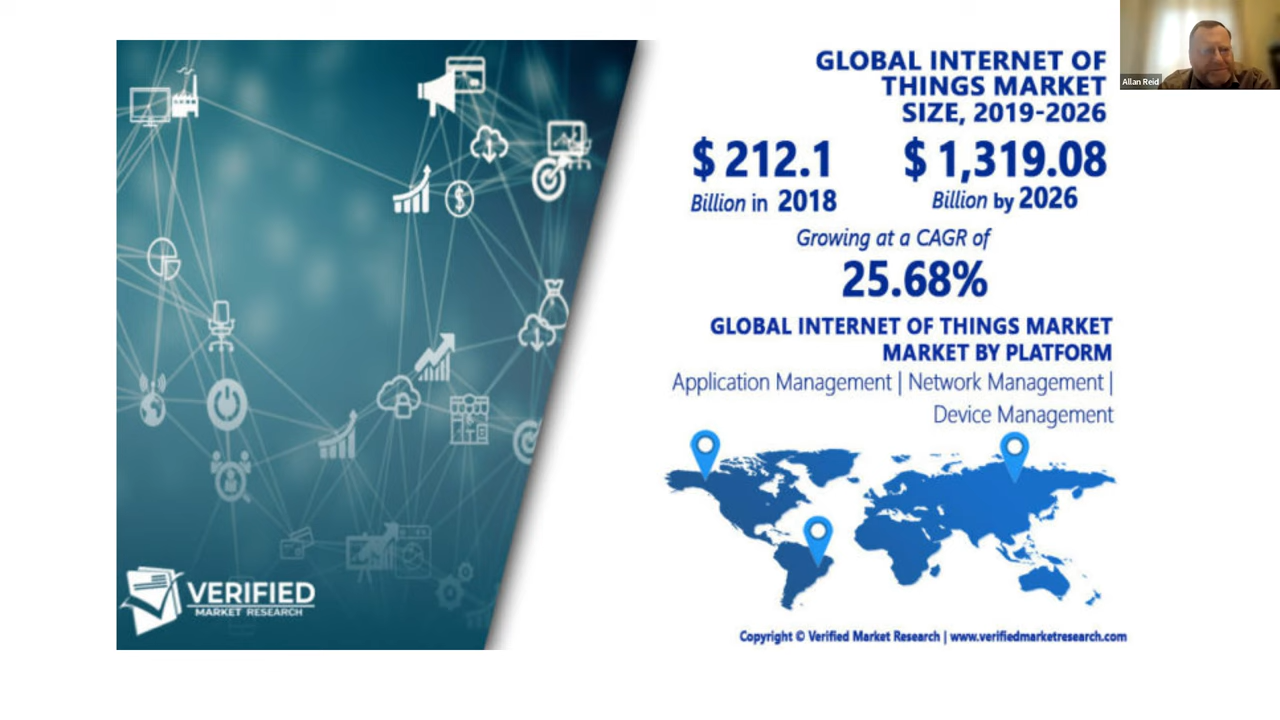 Allan Reid
GLOBAL INTERNET OF
THINGS MARKET
SIZE, 2019-2026
$ 212.1
Billion in 2018
$ 1,319.08
Billion by 2026
Growing at a CAGR of
25.68%
GLOBAL INTERNET OF THINGS MARKET
MARKET BY PLATFORM
Application Management | Network Management |
Device Management
VERIFIED
MARKET RESEARCH
Copyright © Verified Market Research | www.verifiedmarketresearch.com